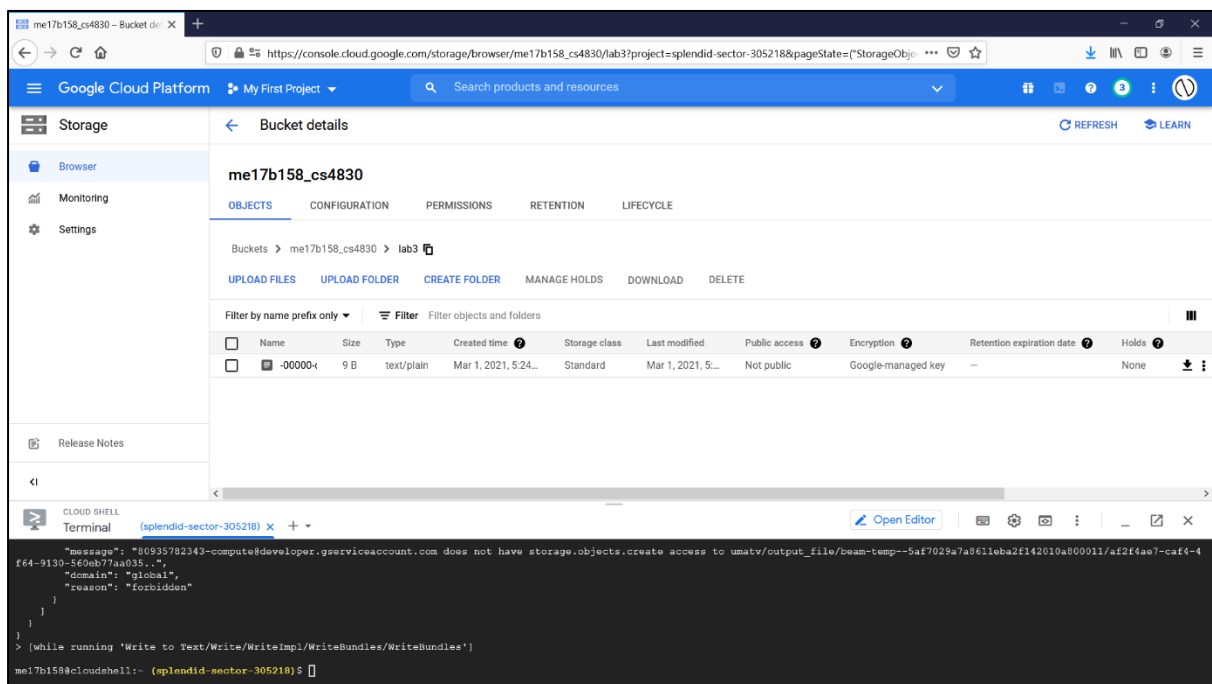 me17b158_cs4830 – Bucket det
https://console.cloud.google.com/storage/browser/me17b158_cs4830/lab3?project=splendid-sector-305218&pageState=("StorageObje
Google Cloud Platform My First Project Search products and resources 3
Storage Bucket details REFRESH LEARN
Browser
Monitoring
Settings
me17b158_cs4830
OBJECTS CONFIGURATION PERMISSIONS RETENTION LIFECYCLE
Buckets > me17b158_cs4830 > lab3
UPLOAD FILES UPLOAD FOLDER CREATE FOLDER MANAGE HOLDS DOWNLOAD DELETE
Filter by name prefix only Filter Filter objects and folders
Name Size Type Created time Storage class Last modified Public access Encryption Retention expiration date Holds
-00000-‹ 9 B text/plain Mar 1, 2021, 5:24... Standard Mar 1, 2021, 5:... Not public Google-managed key — None
Release Notes
CLOUD SHELL
Terminal (splendid-sector-305218) Open Editor
"message": "80935782343-compute@developer.gserviceaccount.com does not have storage.objects.create access to umatv/output_file/beam-temp--5af7029a7a8611eba2f142010a800011/af2f4ae7-caf4-4
f64-9130-560eb77aa035..",
"domain": "global",
"reason": "forbidden"
}
]
}
}
> [while running 'Write to Text/Write/WriteImpl/WriteBundles/WriteBundles']
me17b158@cloudshell:~ (splendid-sector-305218)$